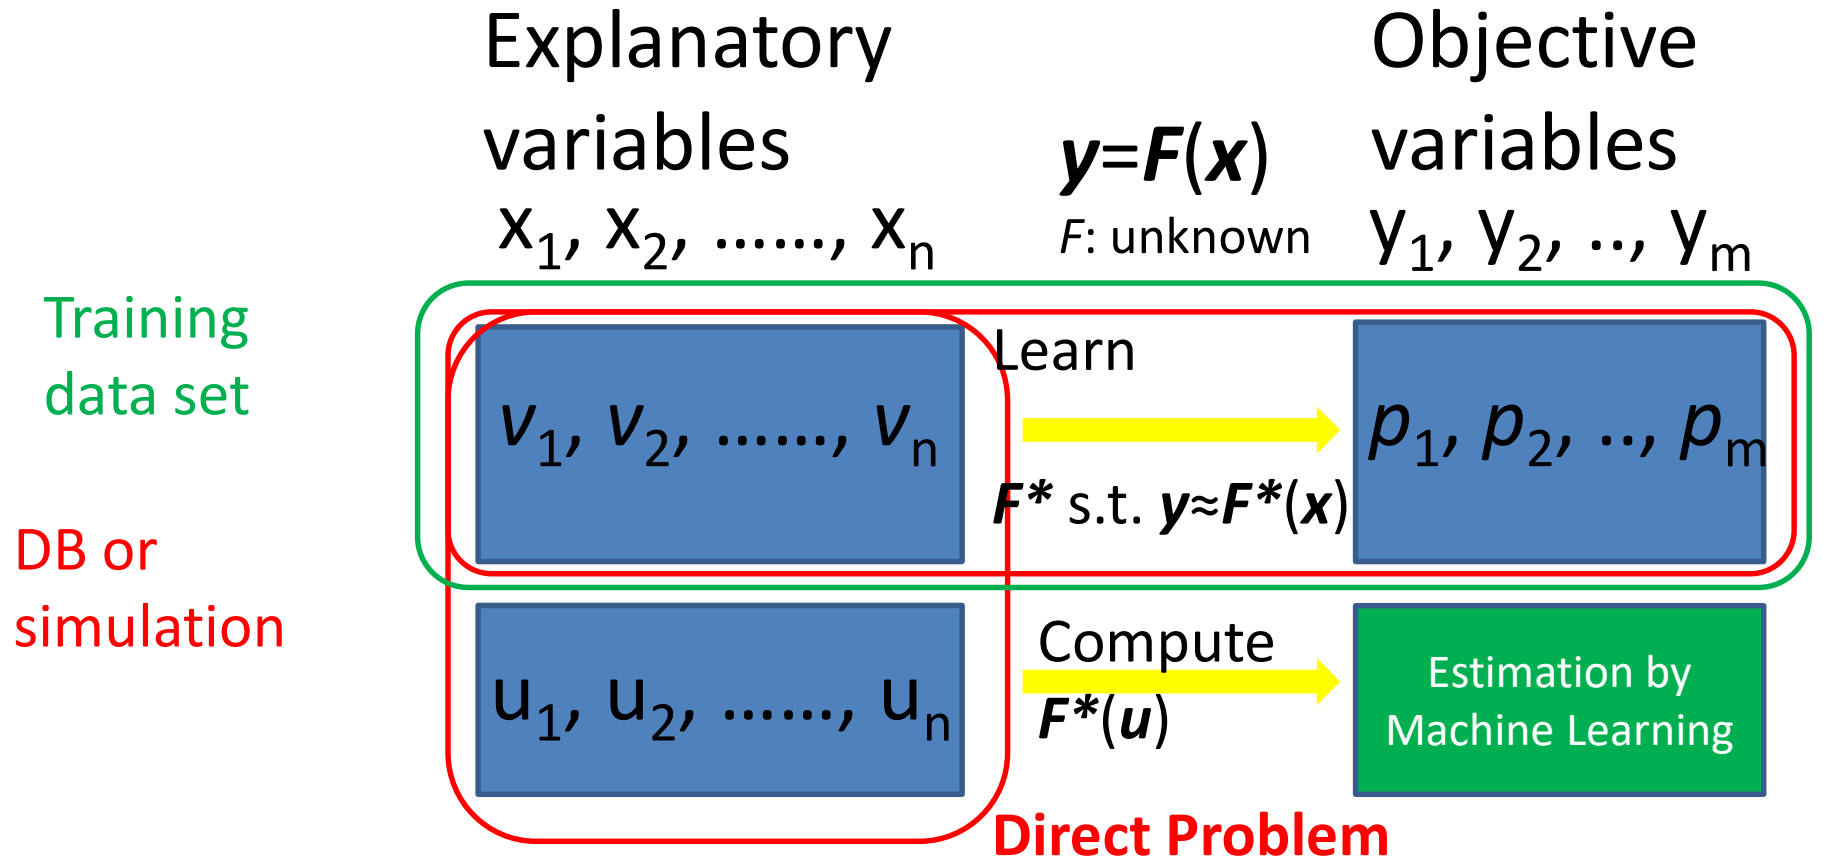 Explanatory variables
x1, x2, ……, xn
y=F(x)
F: unknown
Objective variables
y1, y2, .., ym
Training data set
v1, v2, ……, vn
Learn
F* s.t. y≈F*(x)
p1, p2, .., pm
DB or simulation
u1, u2, ……, un
Compute
F*(u)
Estimation by
Machine Learning
Direct Problem